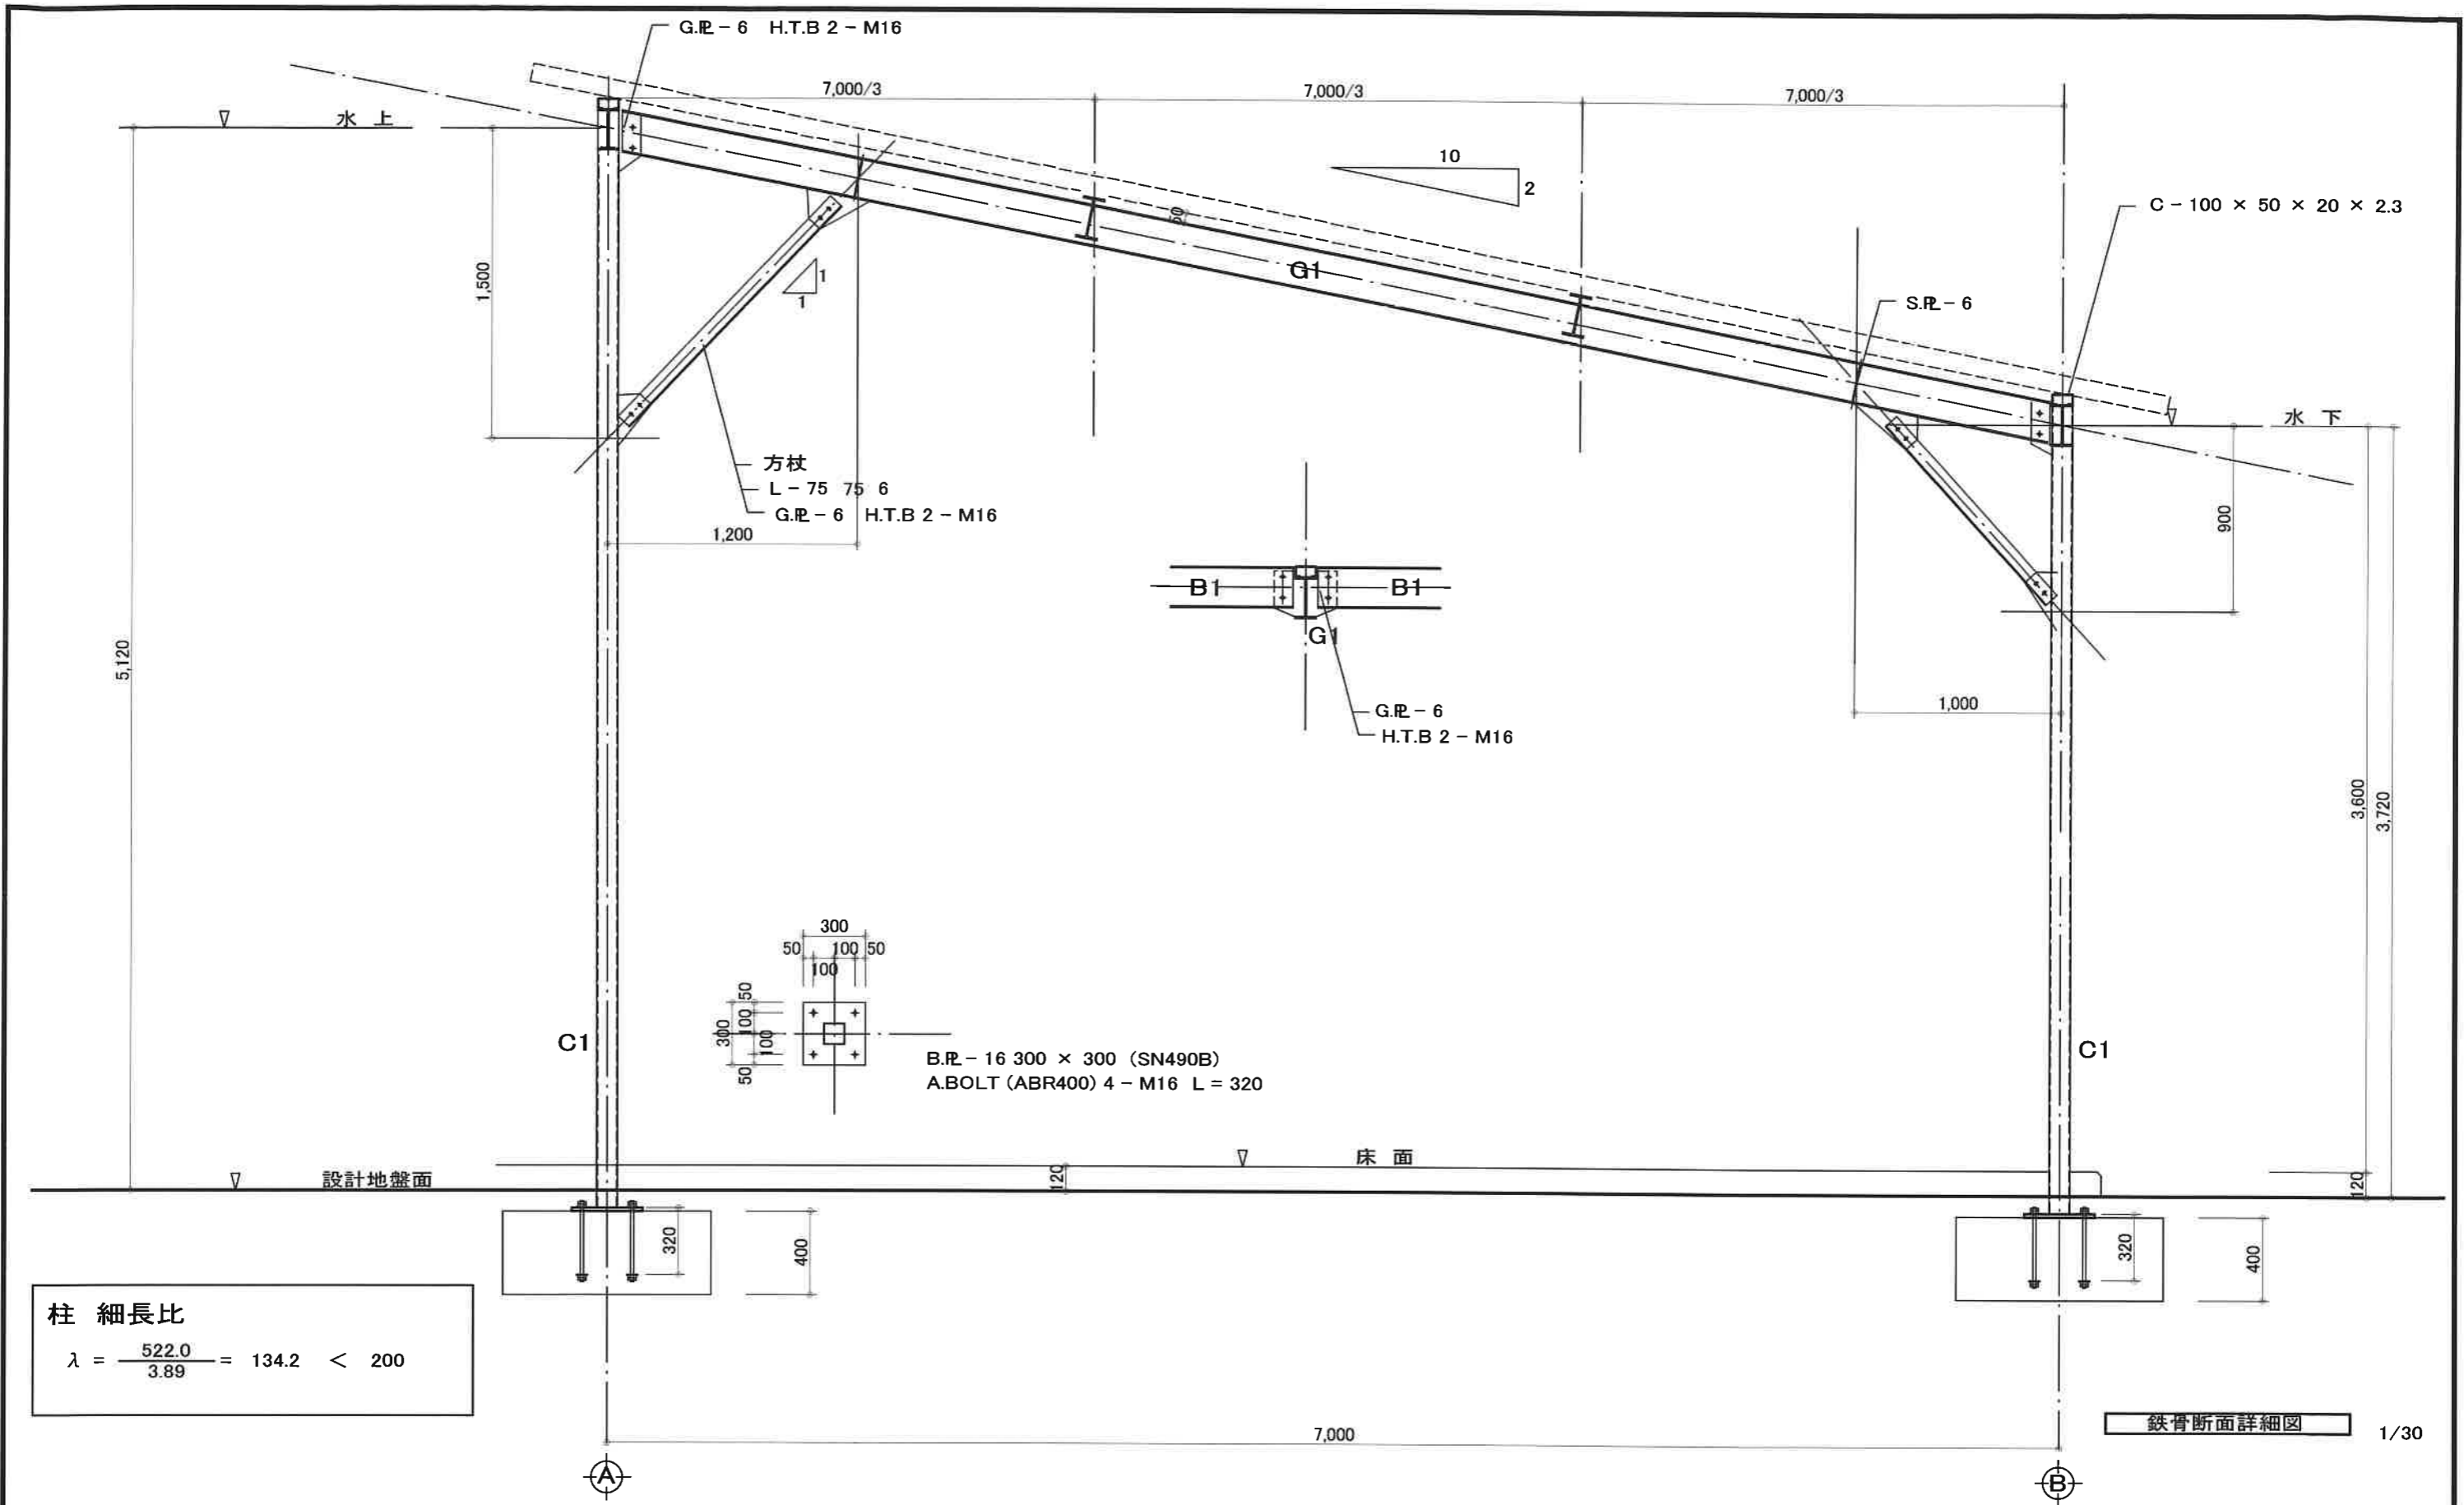 G.PL - 6 H.T.B 2 - M16
7,000/3
7,000/3
7,000/3
水 上
10
2
C - 100 × 50 × 20 × 2.3
1,500
1
1
G1
S.PL - 6
水 下
方杖
L - 75 75 6
G.PL - 6 H.T.B 2 - M16
1,200
900
B1
B1
G1
5,120
G.PL - 6
H.T.B 2 - M16
1,000
3,600
3,720
300
50 100 50
100
50
300
100
100
50
C1
C1
B.PL - 16 300 × 300 (SN490B)
A.BOLT (ABR400) 4 - M16 L = 320
設計地盤面
床 面
120
120
320
400
320
400
柱 細長比
λ = 522.0 / 3.89 = 134.2 < 200
7,000
鉄骨断面詳細図
1/30
A
B